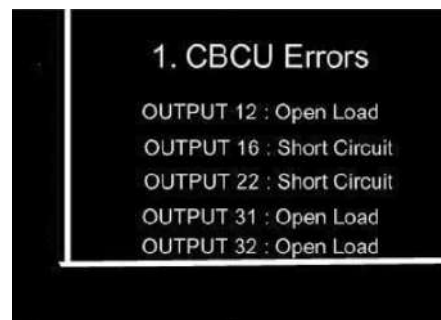 1. CBCU Errors
OUTPUT 12 : Open Load
OUTPUT 16 : Short Circuit
OUTPUT 22 : Short Circuit
OUTPUT 31 : Open Load
OUTPUT 32 : Open Load